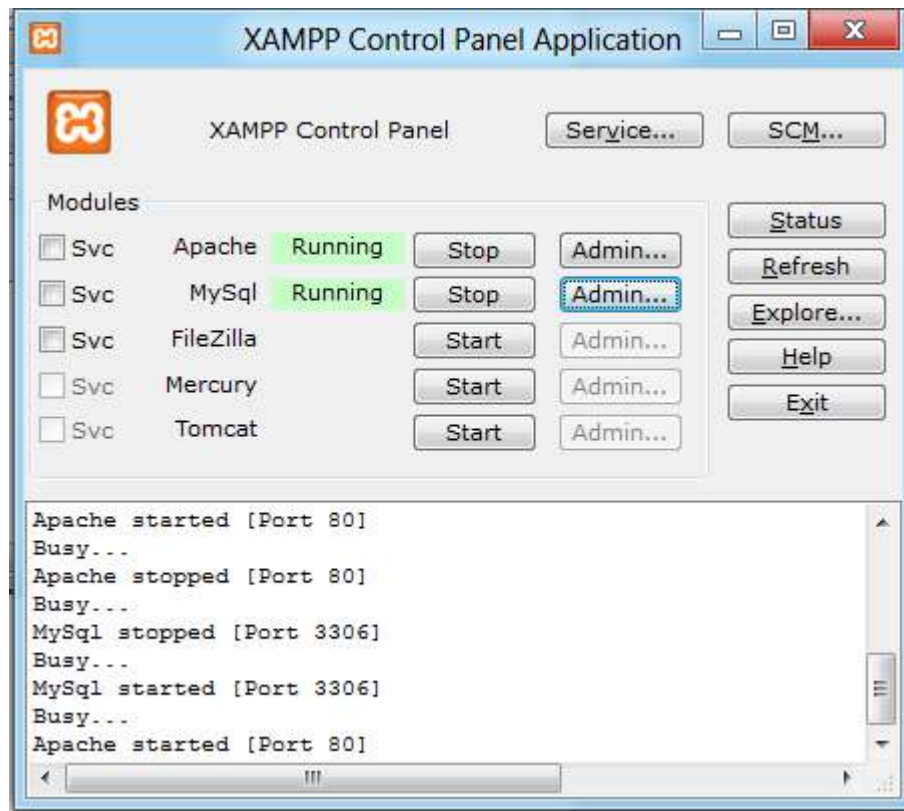 XAMPP Control Panel Application
XAMPP Control Panel
Service...
SCM...
Modules
Svc Apache Running Stop Admin...
Svc MySql Running Stop Admin...
Svc FileZilla Start Admin...
Svc Mercury Start Admin...
Svc Tomcat Start Admin...
Status
Refresh
Explore...
Help
Exit
Apache started [Port 80]
Busy...
Apache stopped [Port 80]
Busy...
MySql stopped [Port 3306]
Busy...
MySql started [Port 3306]
Busy...
Apache started [Port 80]